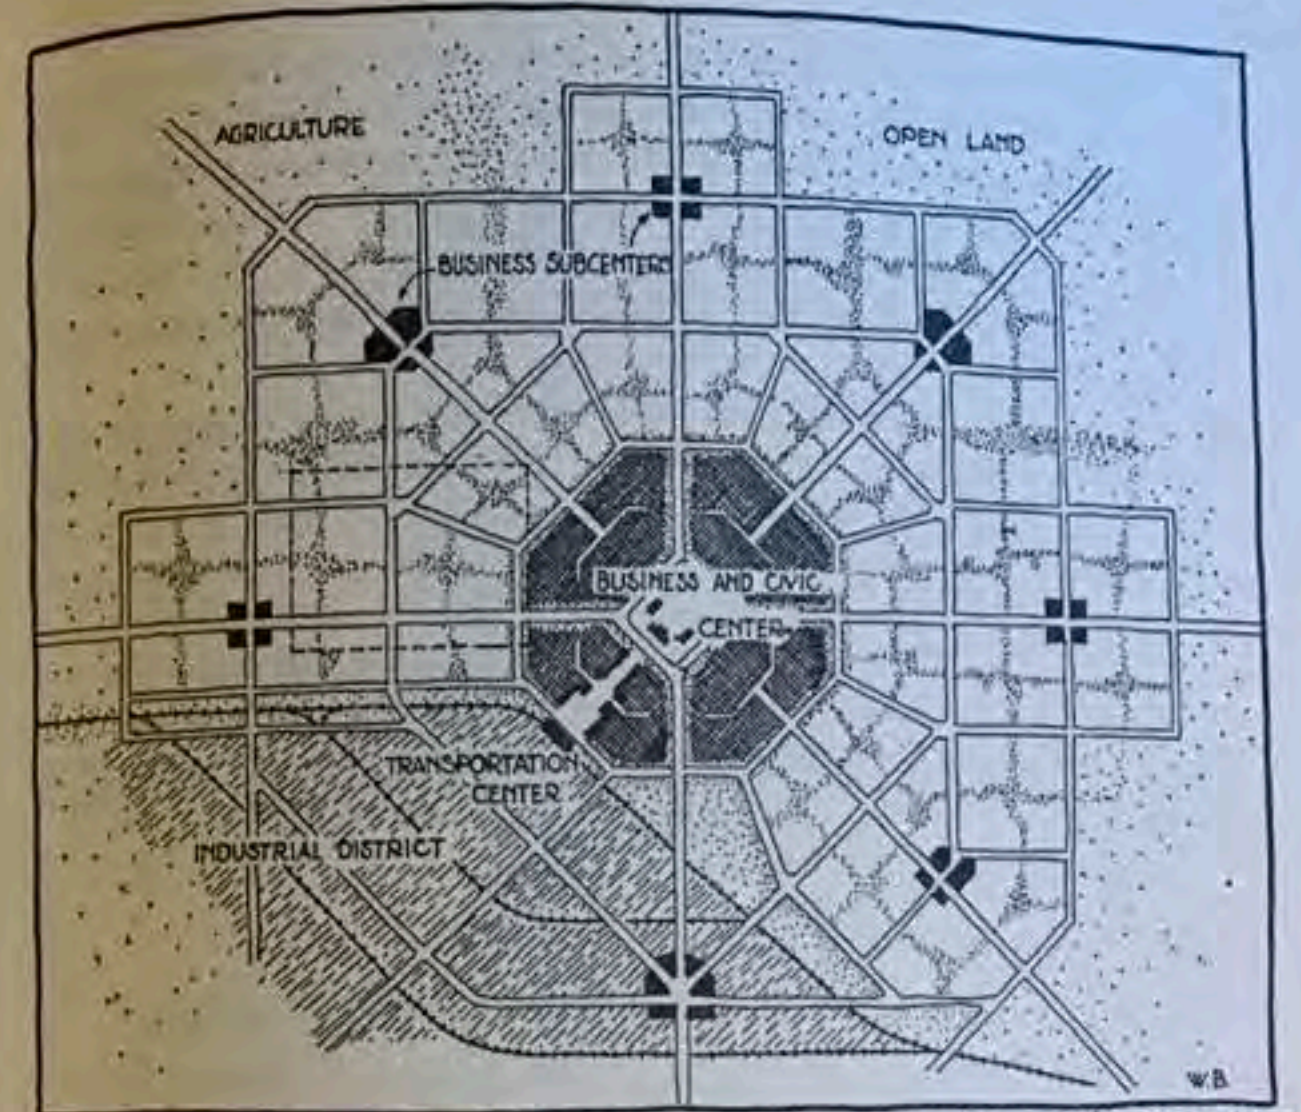 AGRICULTURE
OPEN LAND
BUSINESS SUBCENTERS
PARK
BUSINESS AND CIVIC
CENTER
TRANSPORTATION
CENTER
INDUSTRIAL DISTRICT
W.B.